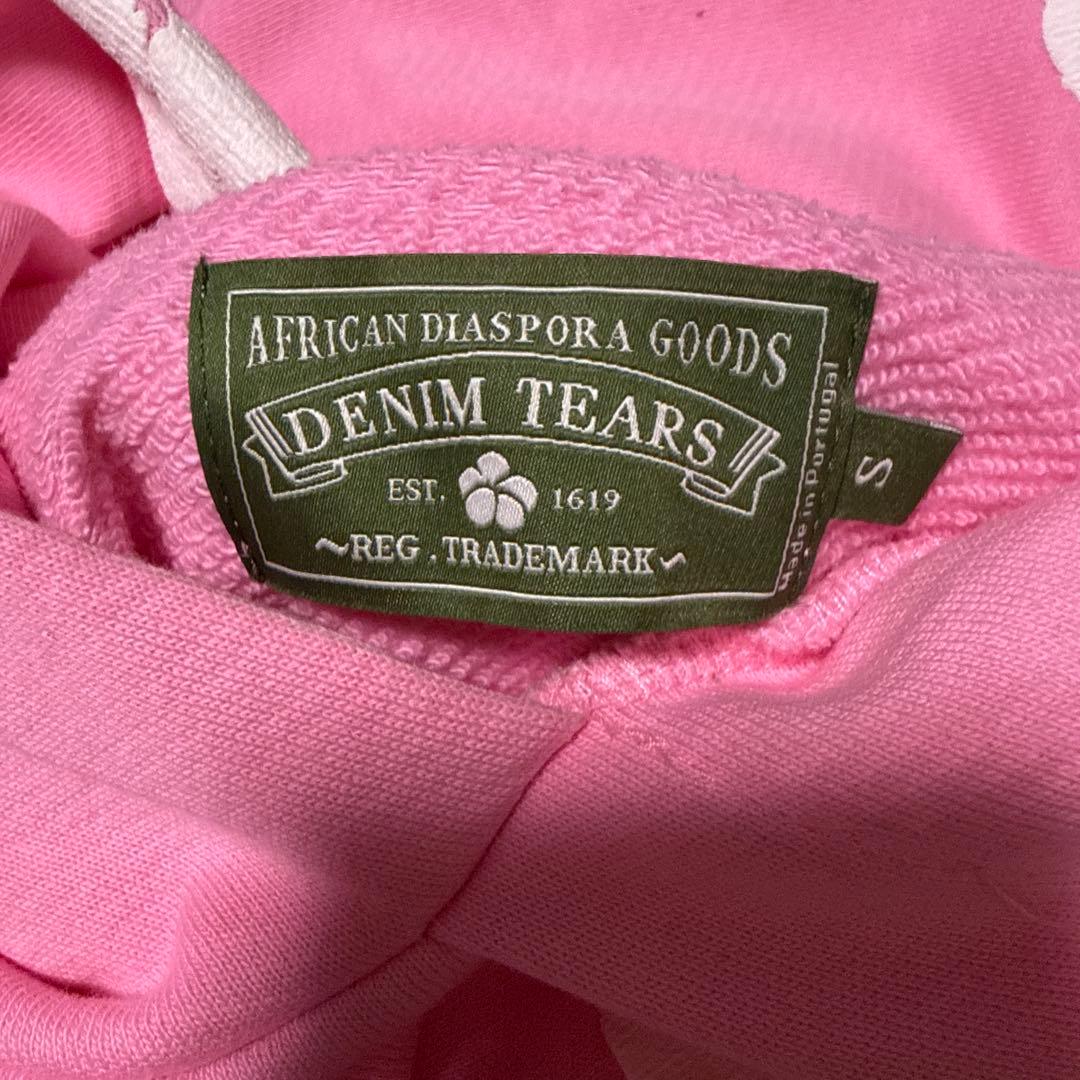 AFRICAN DIASPORA GOODS
DENIM TEARS
EST. 1619
~REG . TRADEMARK~
Made in Portugal
S